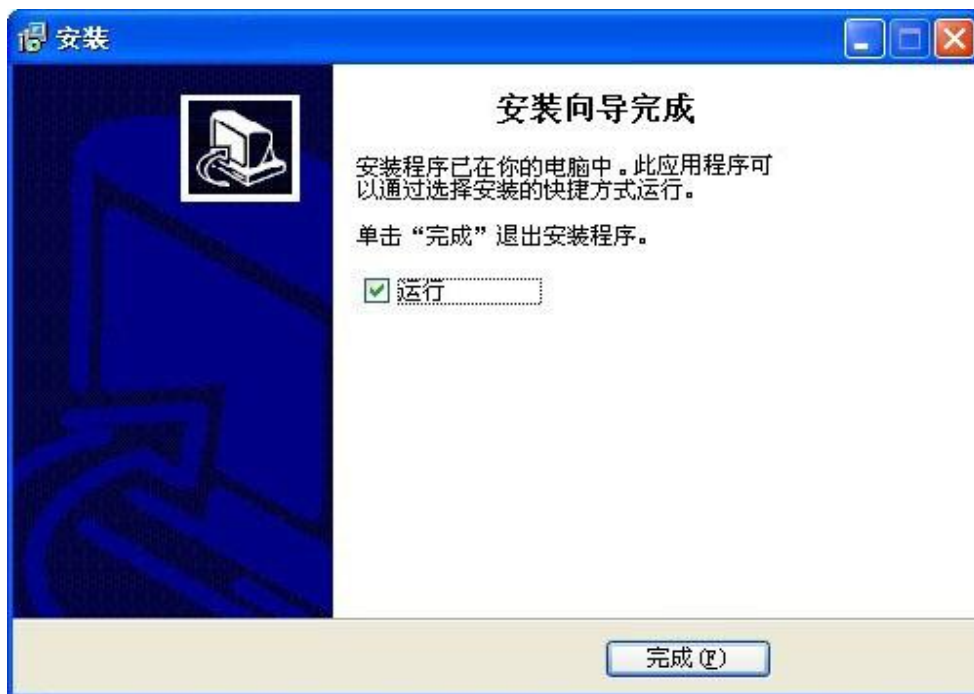 安装
安装向导完成
安装程序已在你的电脑中。此应用程序可
以通过选择安装的快捷方式运行。
单击“完成”退出安装程序。
运行
完成(F)